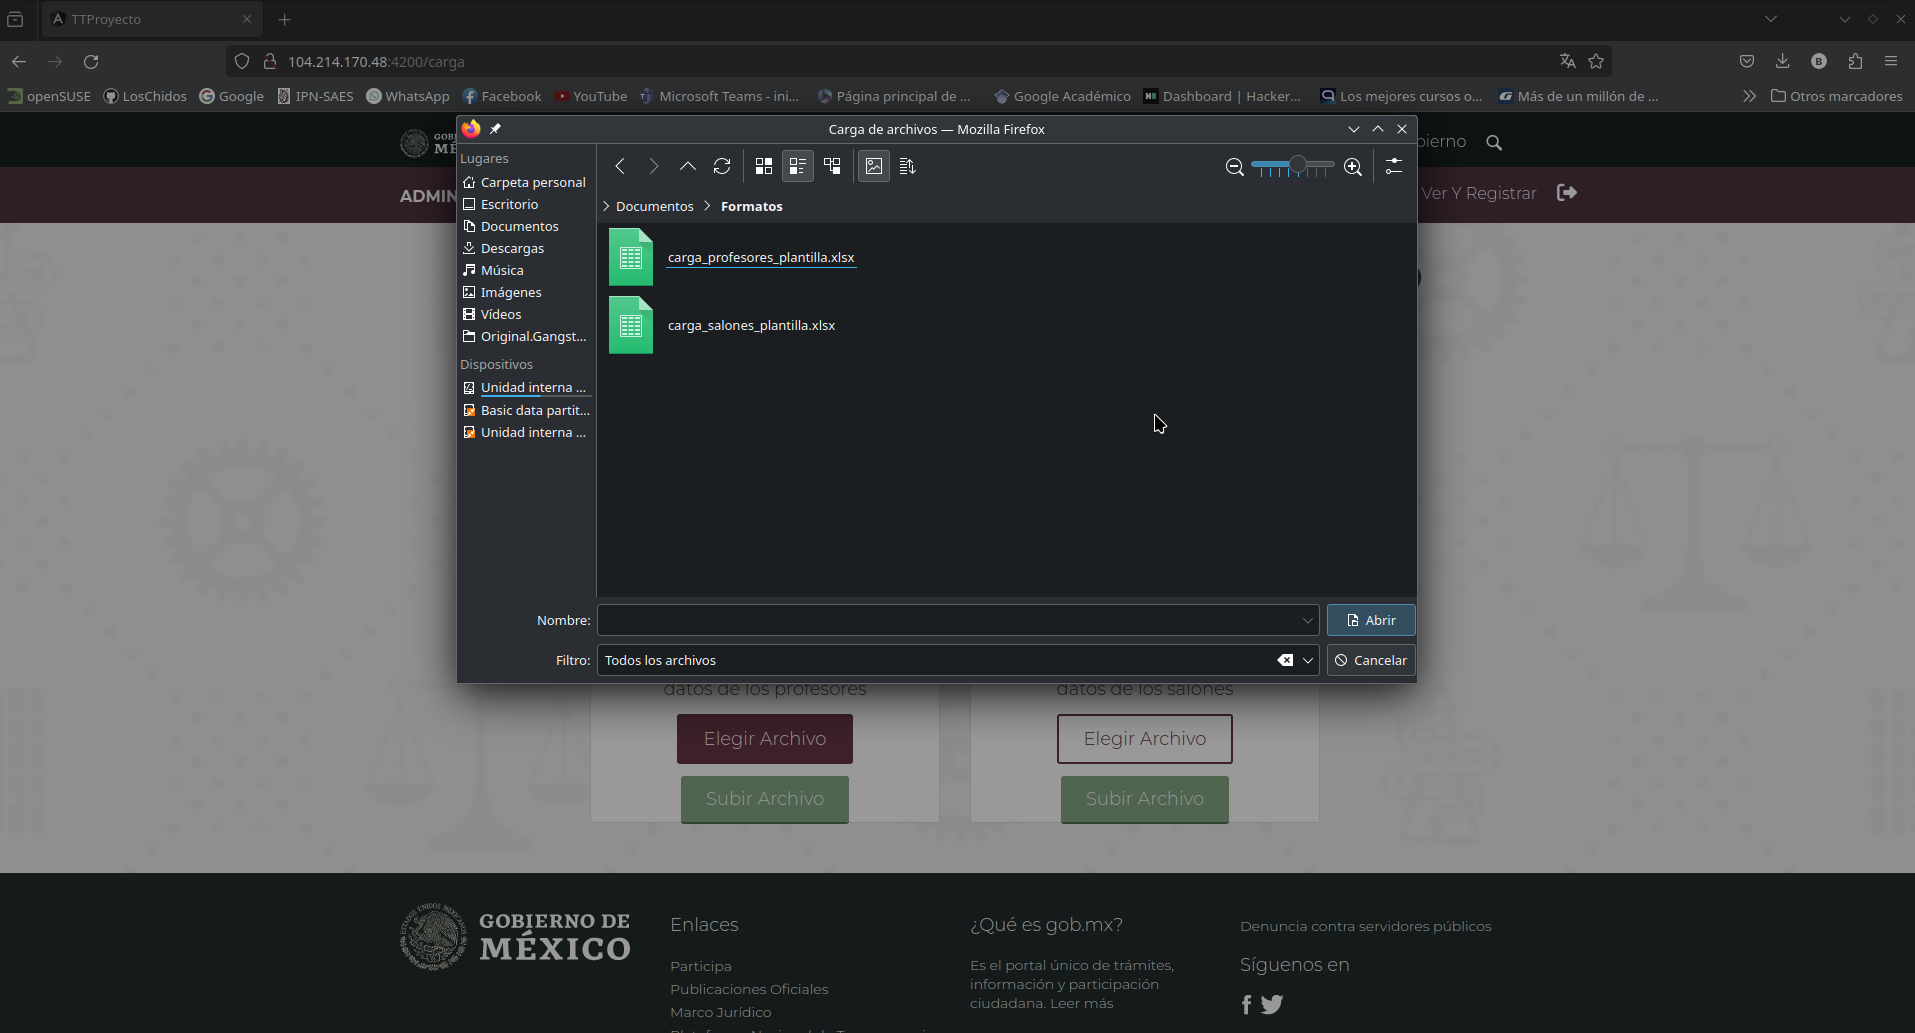 TTProyecto
104.214.170.48:4200/carga
openSUSE
LosChidos
Google
IPN-SAES
WhatsApp
Facebook
YouTube
Microsoft Teams - ini...
Página principal de ...
Google Académico
Dashboard | Hacker...
Los mejores cursos o...
Más de un millón de ...
Otros marcadores
Carga de archivos — Mozilla Firefox
ADMIN
bierno
Ver Y Registrar
Lugares
Carpeta personal
Escritorio
Documentos
Descargas
Música
Imágenes
Vídeos
Original.Gangst...
Dispositivos
Unidad interna ...
Basic data partit...
Unidad interna ...
Documentos
Formatos
carga_profesores_plantilla.xlsx
carga_salones_plantilla.xlsx
Nombre:
Abrir
Filtro:
Todos los archivos
Cancelar
datos de los profesores
Elegir Archivo
Subir Archivo
datos de los salones
Elegir Archivo
Subir Archivo
GOBIERNO DE
MÉXICO
Enlaces
Participa
Publicaciones Oficiales
Marco Jurídico
¿Qué es gob.mx?
Es el portal único de trámites,
información y participación
ciudadana. Leer más
Denuncia contra servidores públicos
Síguenos en